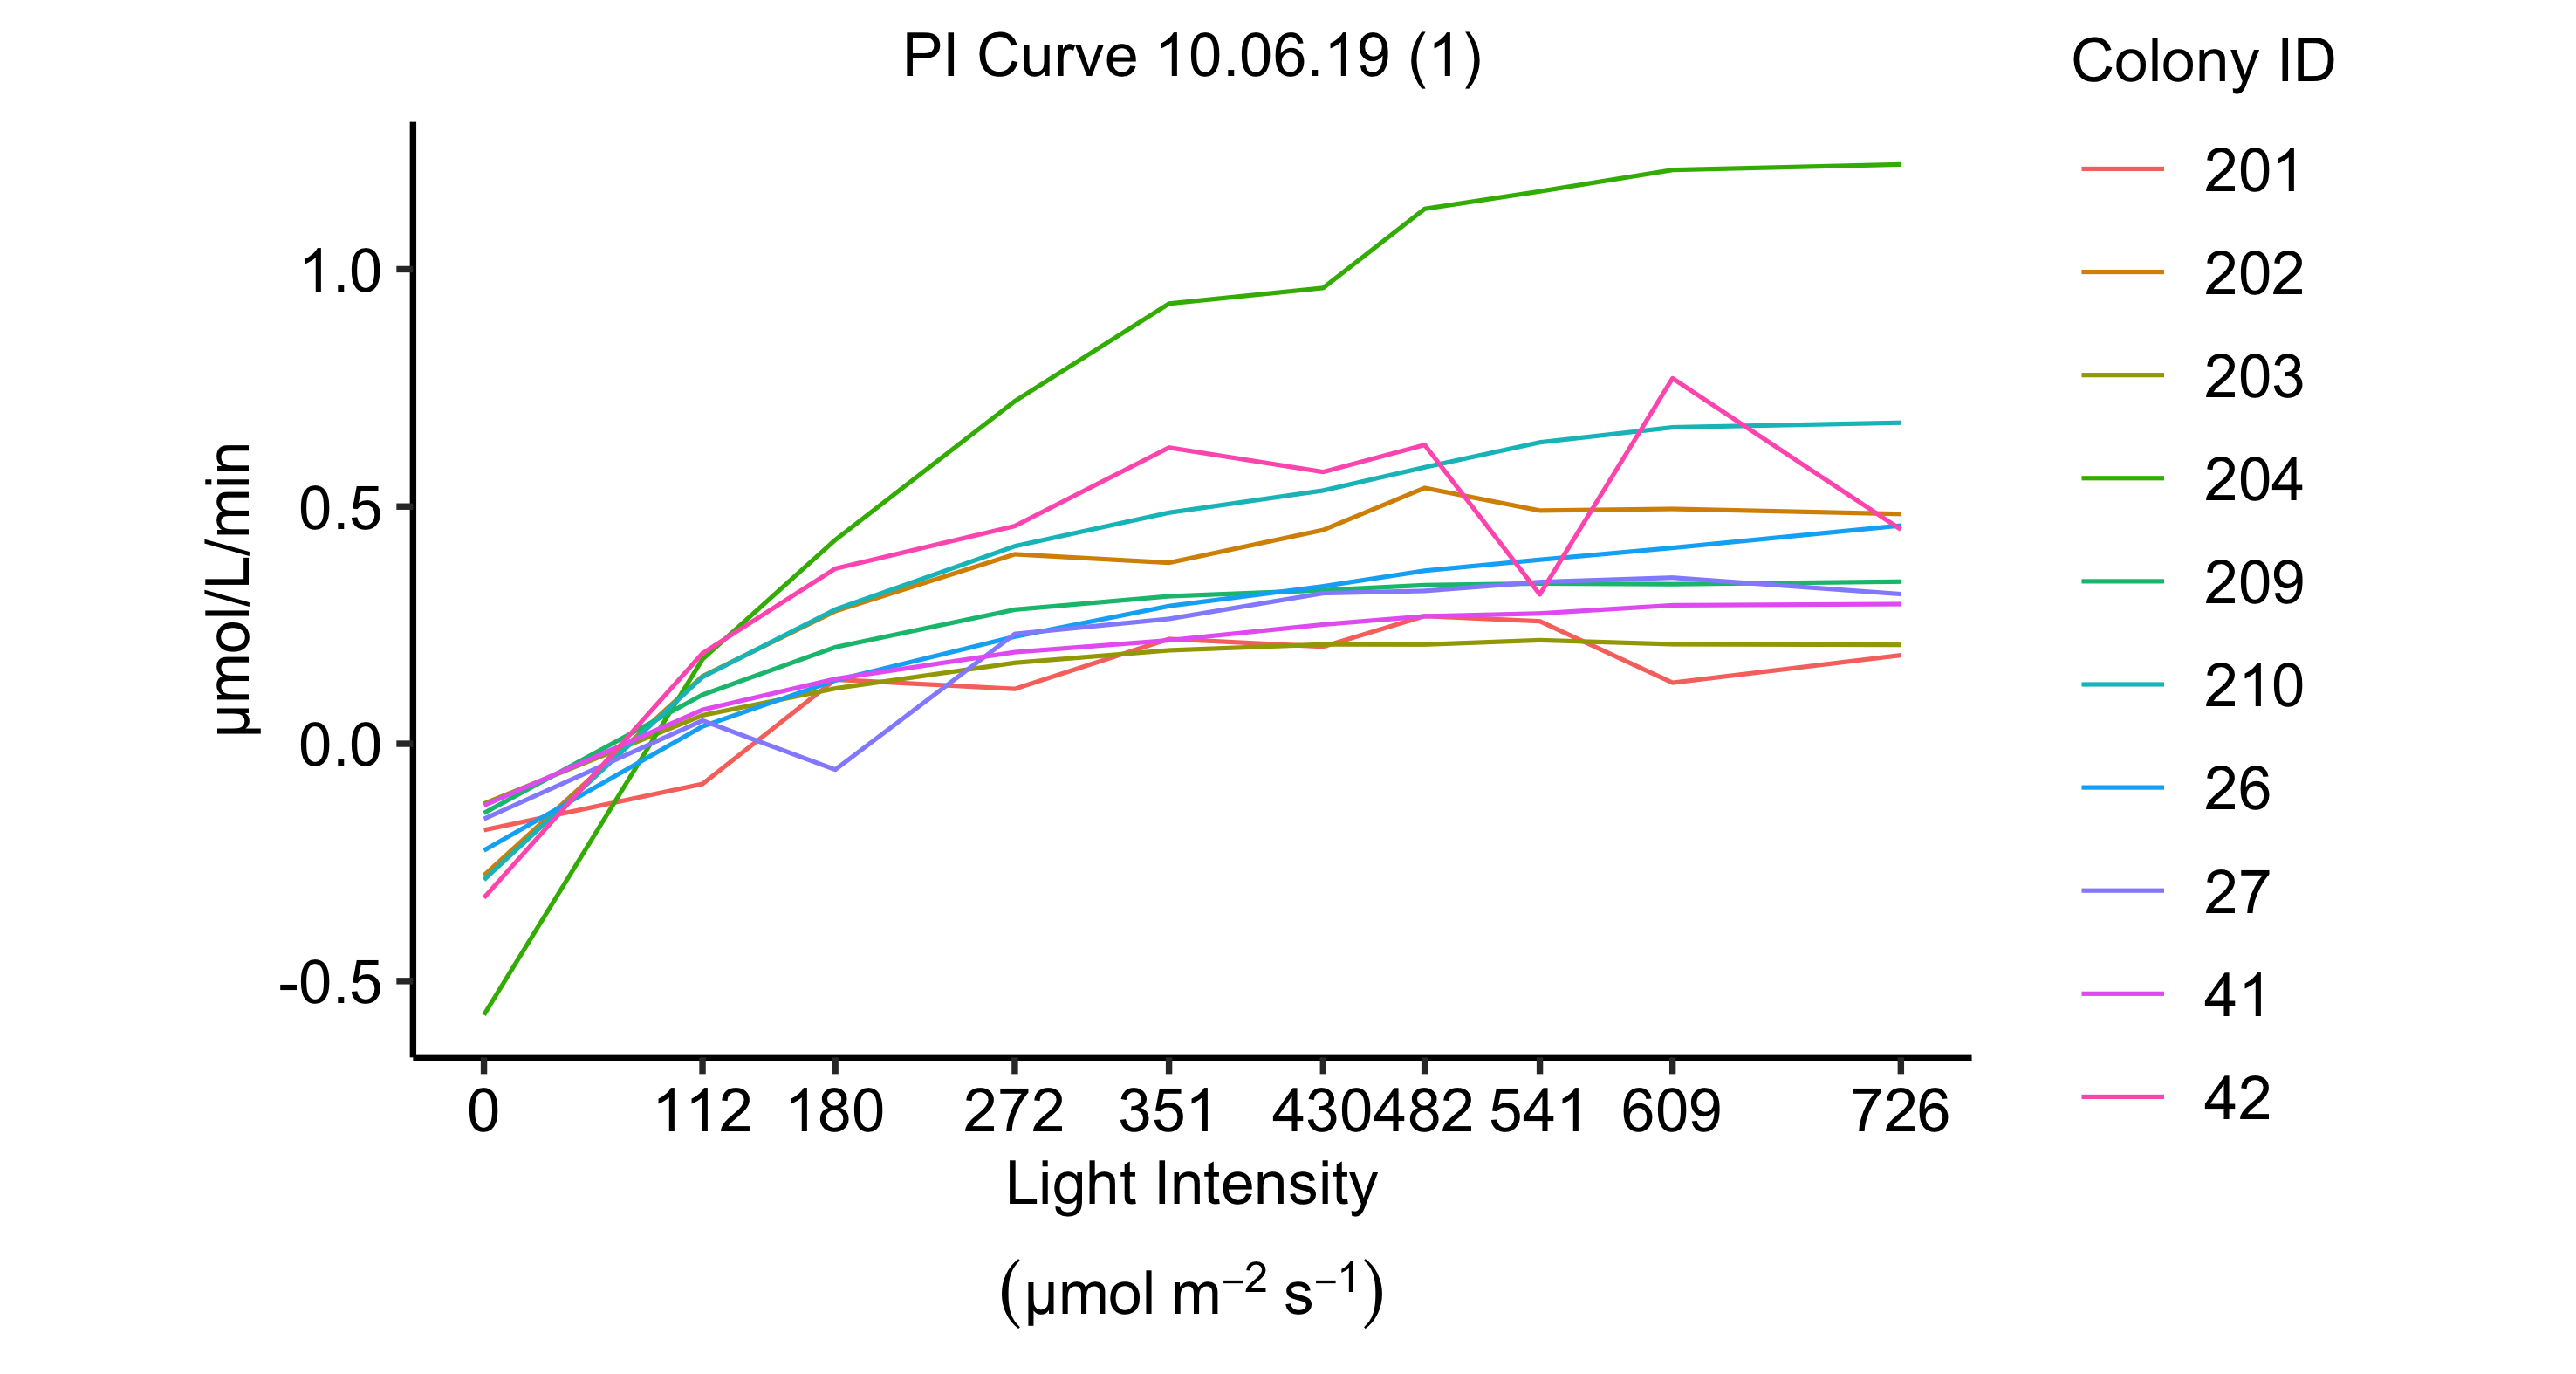 PI Curve 10.06.19 (1)
Colony ID
201
202
203
204
209
210
26
27
41
42
µmol/L/min
1.0
0.5
0.0
-0.5
0 112 180 272 351 430 482 541 609 726
Light Intensity
(µmol m⁻² s⁻¹)